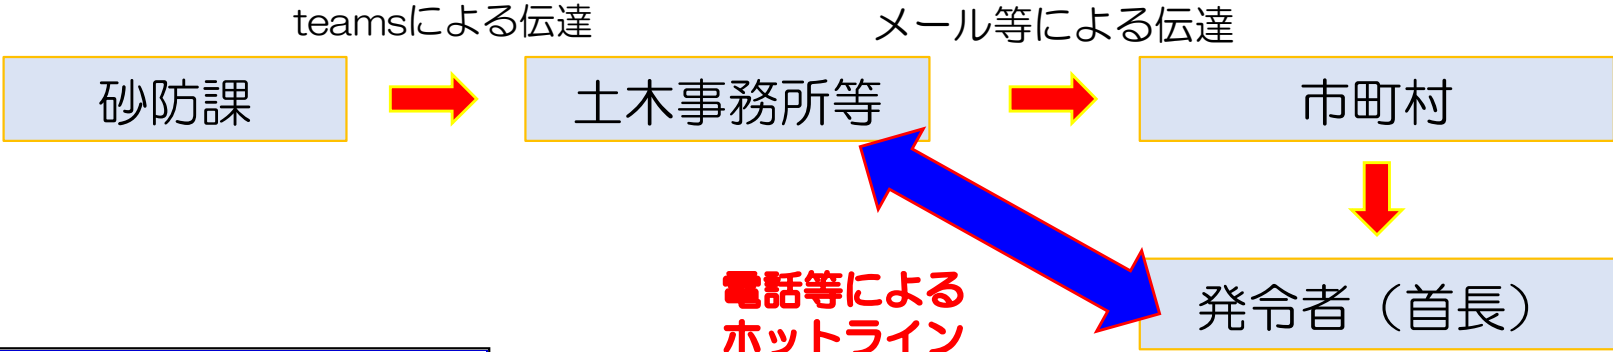 teamsによる伝達
メール等による伝達
砂防課
土木事務所等
市町村
電話等による
ホットライン
発令者（首長）